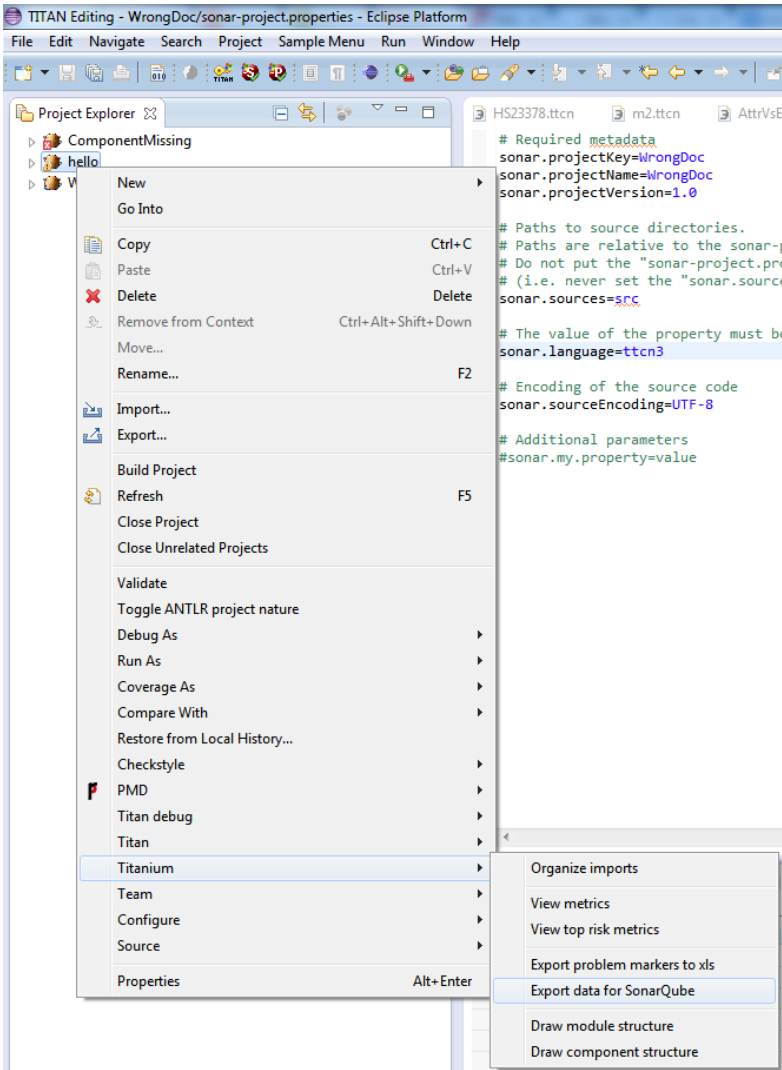 TITAN Editing - WrongDoc/sonar-project.properties - Eclipse Platform
File Edit Navigate Search Project Sample Menu Run Window Help
Project Explorer
HS23378.ttcn m2.ttcn
ComponentMissing
hello
W
# Required metadata
sonar.projectKey=WrongDoc
sonar.projectName=WrongDoc
sonar.projectVersion=1.0
# Paths to source directories.
# Paths are relative to the sonar-
# Do not put the "sonar-project.pro
# (i.e. never set the "sonar.source
sonar.sources=src
# The value of the property must be
sonar.language=ttcn3
# Encoding of the source code
sonar.sourceEncoding=UTF-8
# Additional parameters
#sonar.my.property=value
New
Go Into
Copy Ctrl+C
Paste Ctrl+V
Delete Delete
Remove from Context Ctrl+Alt+Shift+Down
Move...
Rename... F2
Import...
Export...
Build Project
Refresh F5
Close Project
Close Unrelated Projects
Validate
Toggle ANTLR project nature
Debug As
Run As
Coverage As
Compare With
Restore from Local History...
Checkstyle
PMD
Titan debug
Titan
Titanium
Team
Configure
Source
Properties Alt+Enter
Organize imports
View metrics
View top risk metrics
Export problem markers to xls
Export data for SonarQube
Draw module structure
Draw component structure